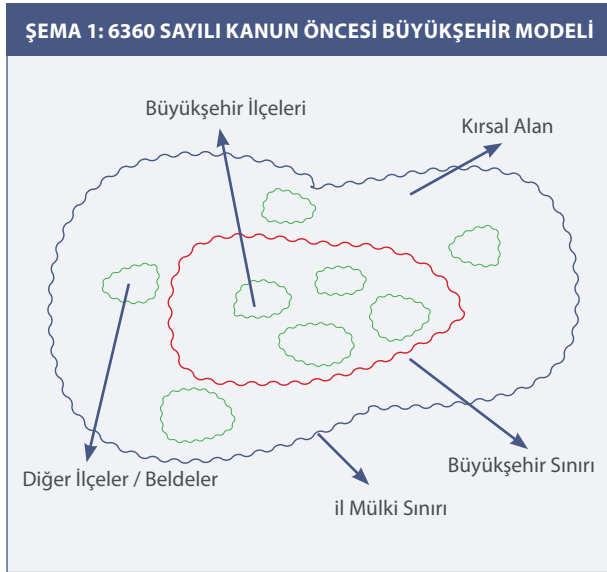 ŞEMA 1: 6360 SAYILI KANUN ÖNCESİ BÜYÜKŞEHİR MODELİ
Büyükşehir İlçeleri
Kırsal Alan
Büyükşehir Sınırı
Diğer İlçeler / Beldeler
il Mülki Sınırı